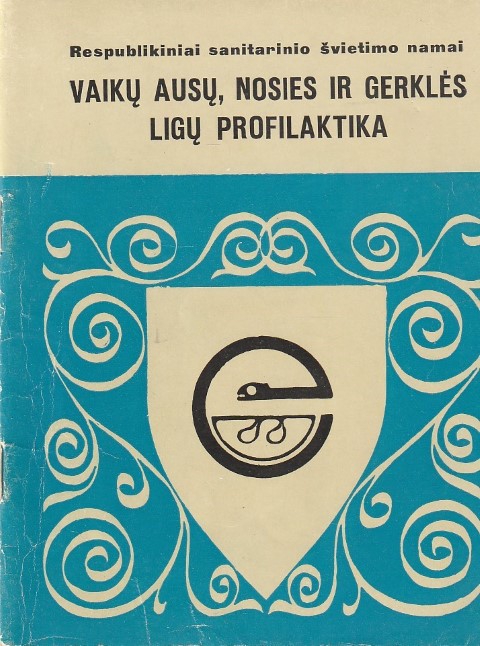 Respublikiniai sanitarinio švietimo namai
VAIKŲ AUSŲ, NOSIES IR GERKLĖS
LIGŲ PROFILAKTIKA